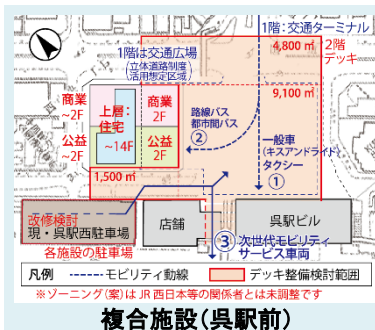 1階：交通ターミナル
4,800 ㎡
2階
デッキ
1階は交通広場
(立体道路制度
活用想定区域)
9,100 ㎡
商業
~2F
上層：
住宅
商業
2F
路線バス
都市間バス
②
公益
~2F
~14F
公益
2F
一般車
(キスアンドライド)
タクシー
①
1,500 ㎡
改修検討
現・呉駅西駐車場
店舗
呉駅ビル
各施設の駐車場
③ 次世代モビリティ
サービス車両
凡例
モビリティ動線
デッキ整備検討範囲
※ゾーニング(案)はJR西日本等の関係者とは未調整です
複合施設(呉駅前)